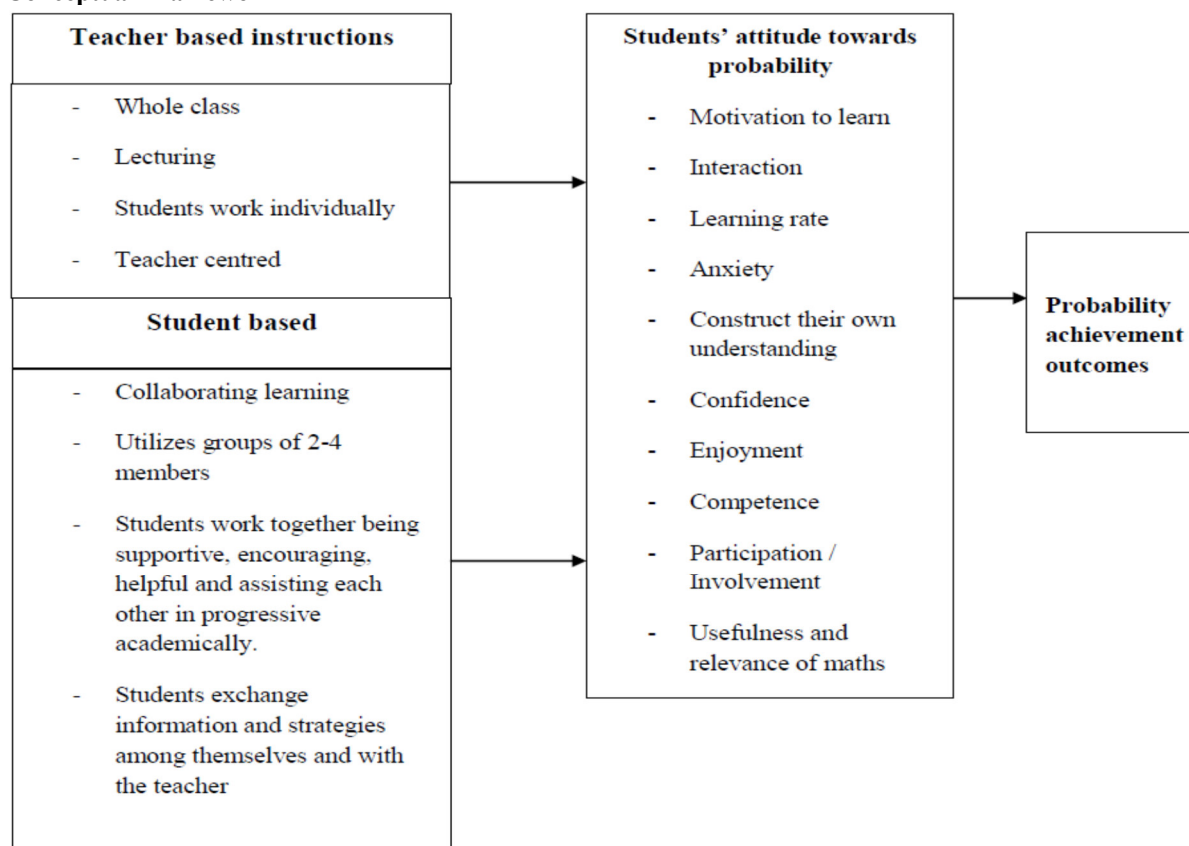 Teacher based instructions
- Whole class
- Lecturing
- Students work individually
- Teacher centred
Student based
- Collaborating learning
- Utilizes groups of 2-4
members
- Students work together being
supportive, encouraging,
helpful and assisting each
other in progressive
academically.
- Students exchange
information and strategies
among themselves and with
the teacher
Students’ attitude towards
probability
- Motivation to learn
- Interaction
- Learning rate
- Anxiety
- Construct their own
understanding
- Confidence
- Enjoyment
- Competence
- Participation /
Involvement
- Usefulness and
relevance of maths
Probability
achievement
outcomes